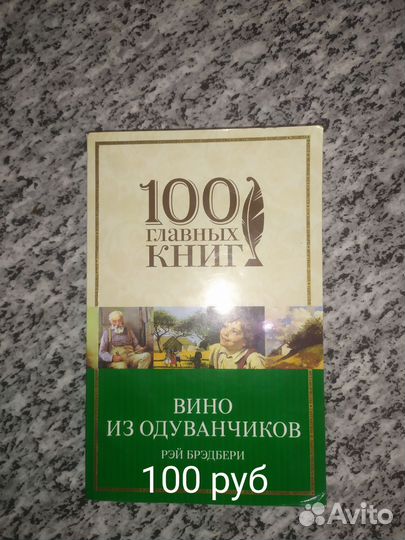 100
ГЛАВНЫХ
КНИГ
ВИНО
ИЗ ОДУВАНЧИКОВ
РЭЙ БРЭДБЕРИ
100 руб
Avito